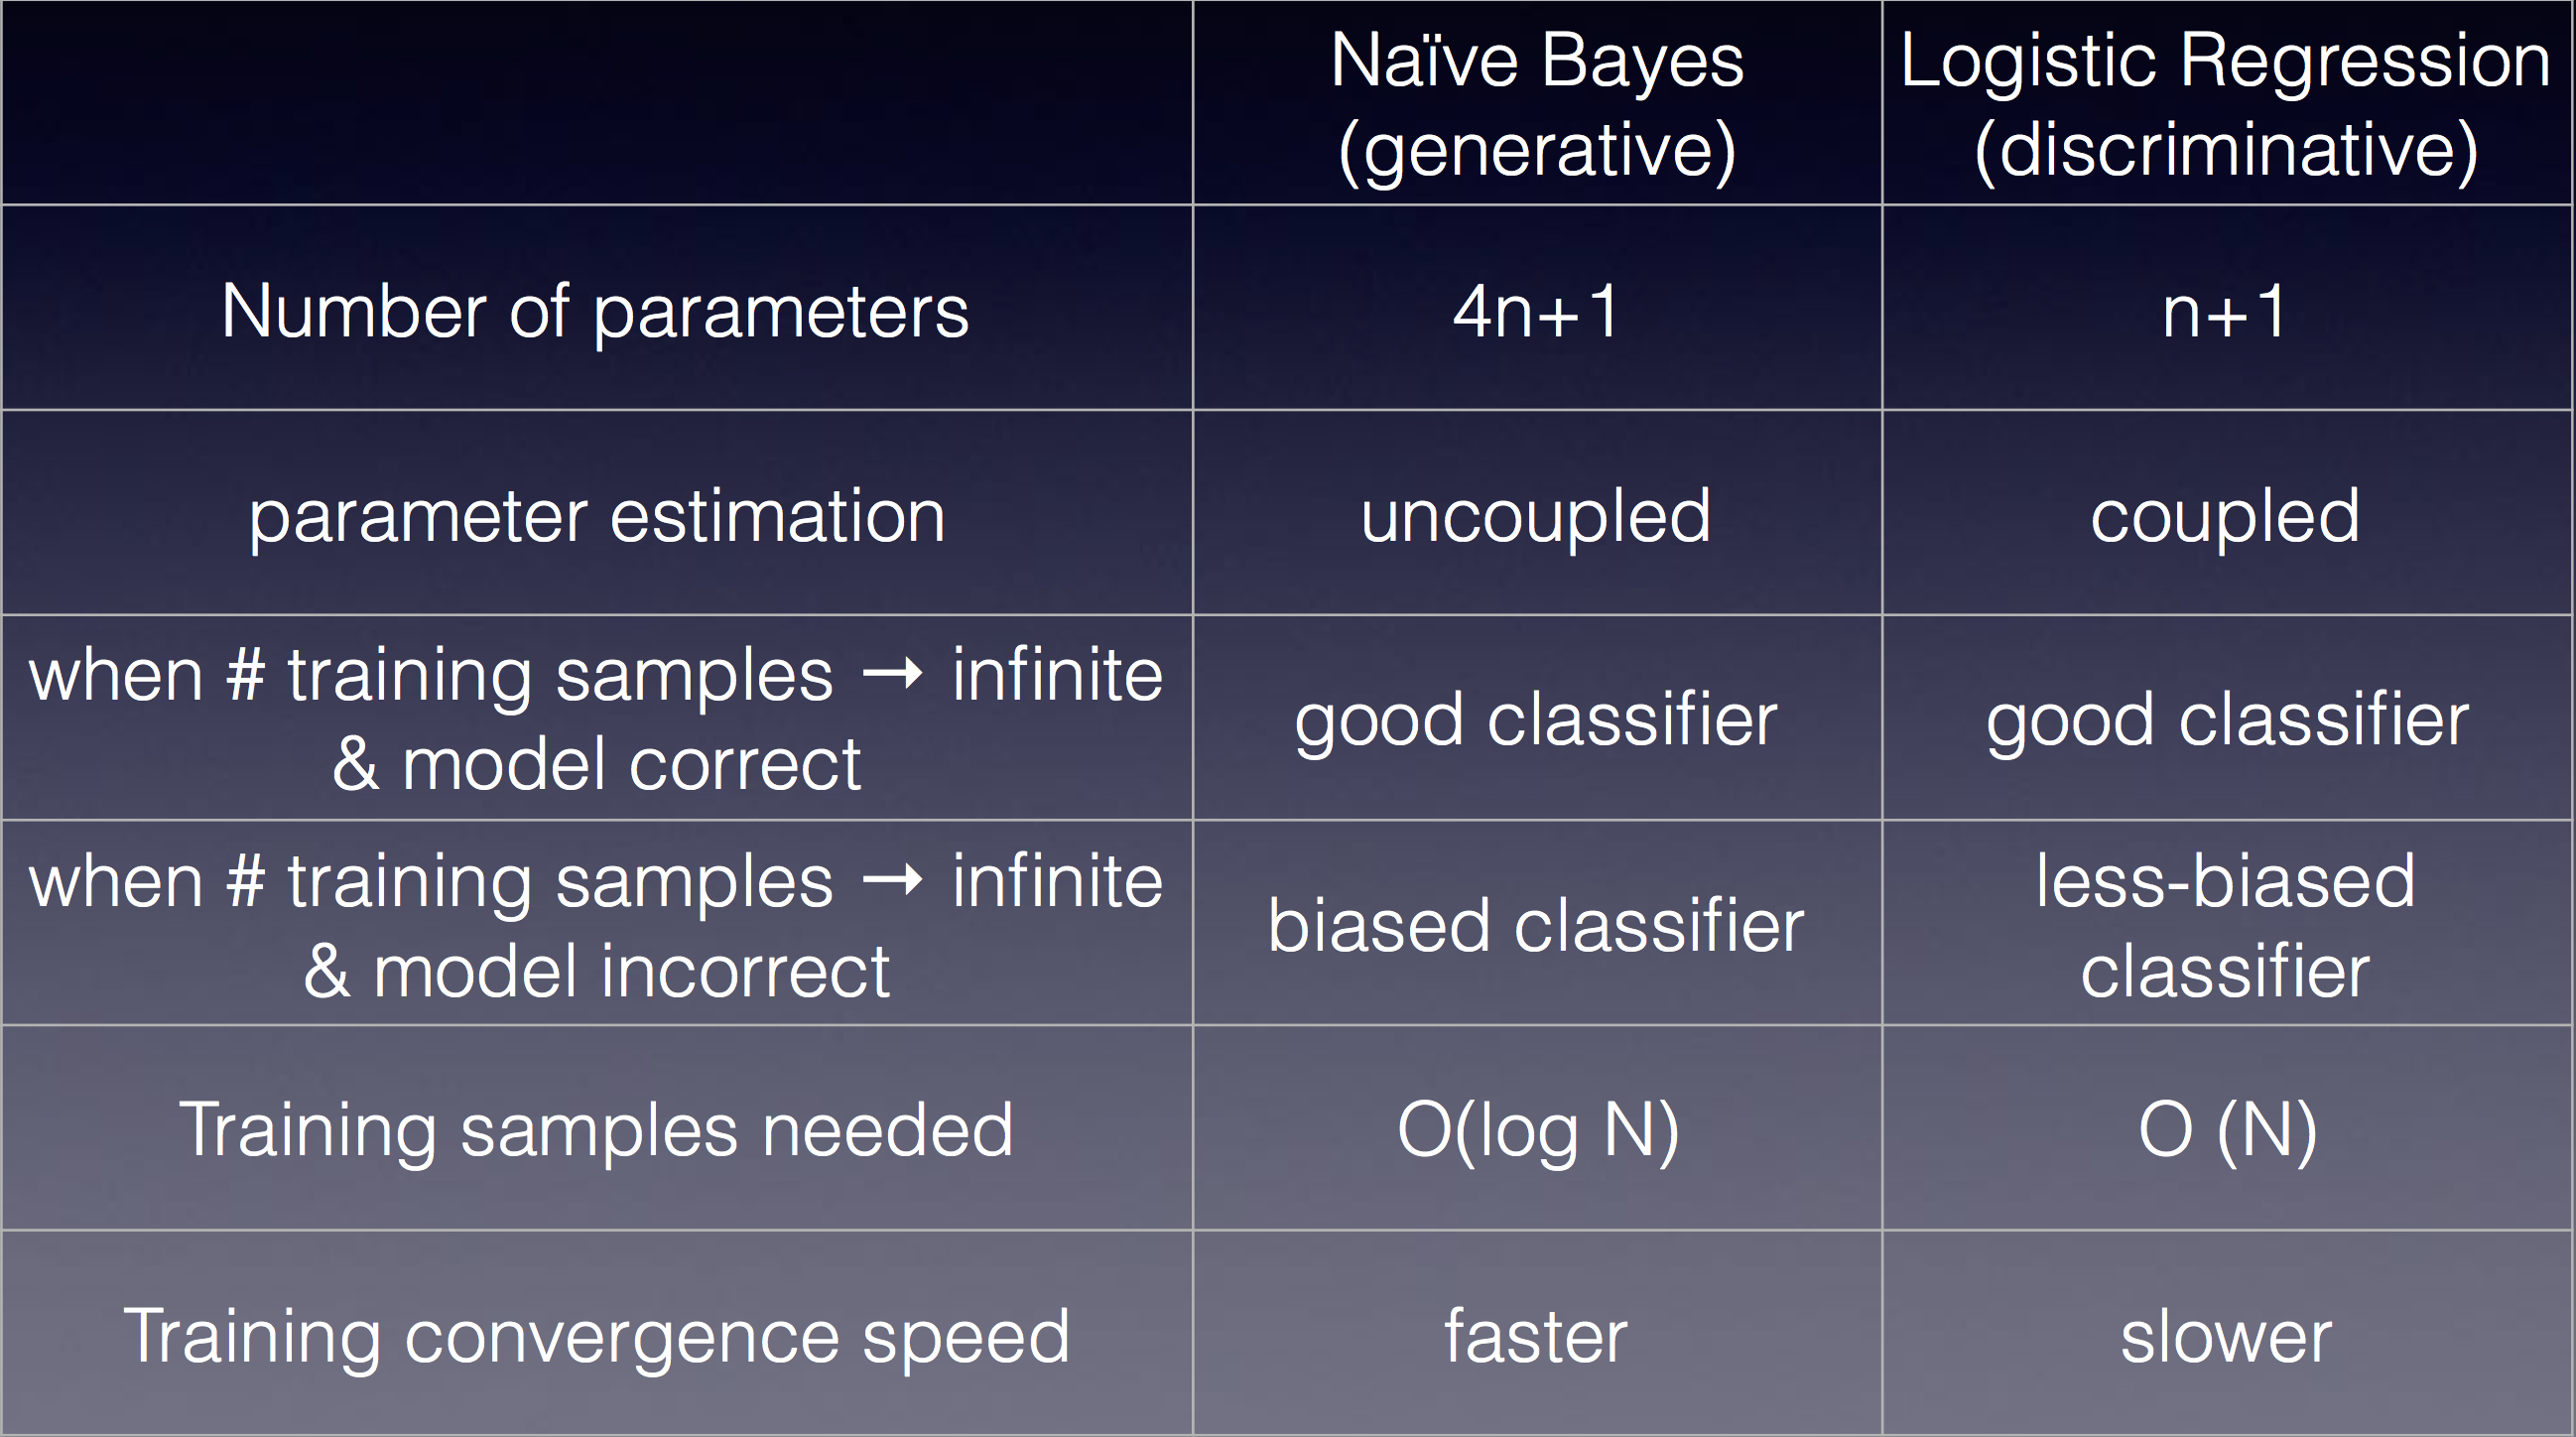 Naïve Bayes
(generative)
Logistic Regression
(discriminative)
Number of parameters
4n+1
n+1
parameter estimation
uncoupled
coupled
when # training samples → infinite
& model correct
good classifier
good classifier
when # training samples → infinite
& model incorrect
biased classifier
less-biased
classifier
Training samples needed
O(log N)
O (N)
Training convergence speed
faster
slower